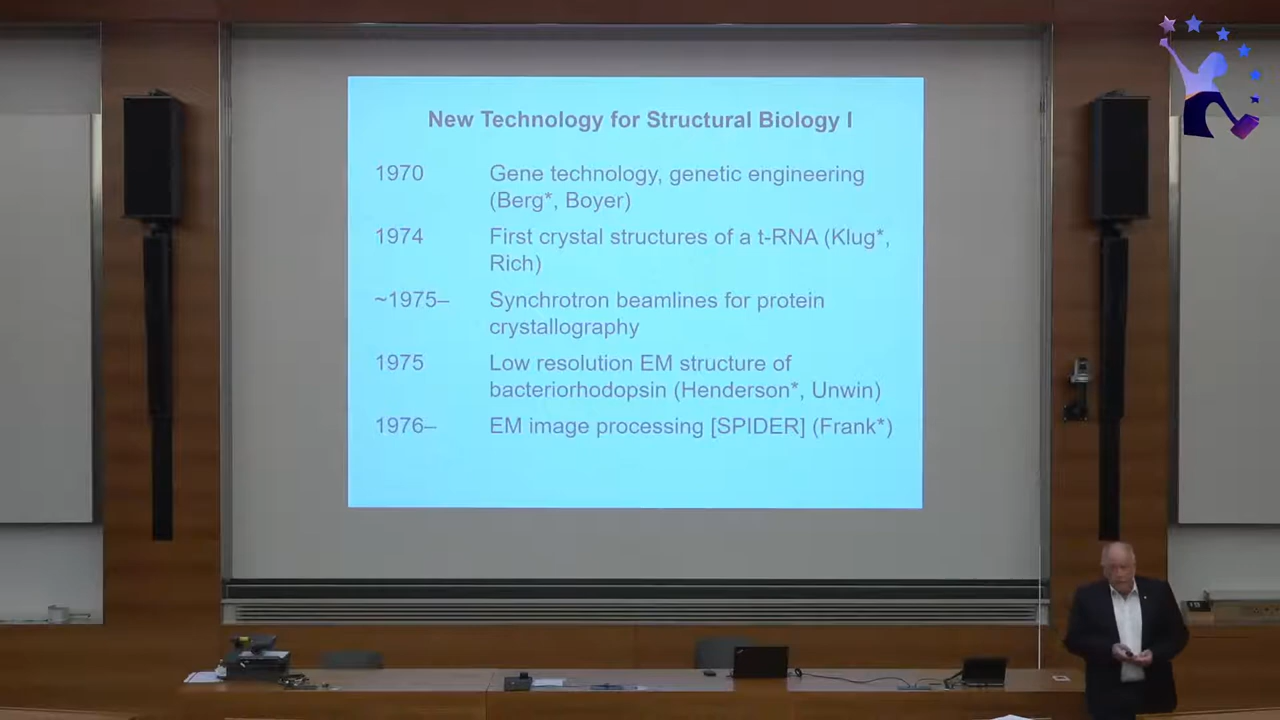 New Technology for Structural Biology I
1970 Gene technology, genetic engineering
(Berg*, Boyer)
1974 First crystal structures of a t-RNA (Klug*,
Rich)
~1975– Synchrotron beamlines for protein
crystallography
1975 Low resolution EM structure of
bacteriorhodopsin (Henderson*, Unwin)
1976– EM image processing [SPIDER] (Frank*)